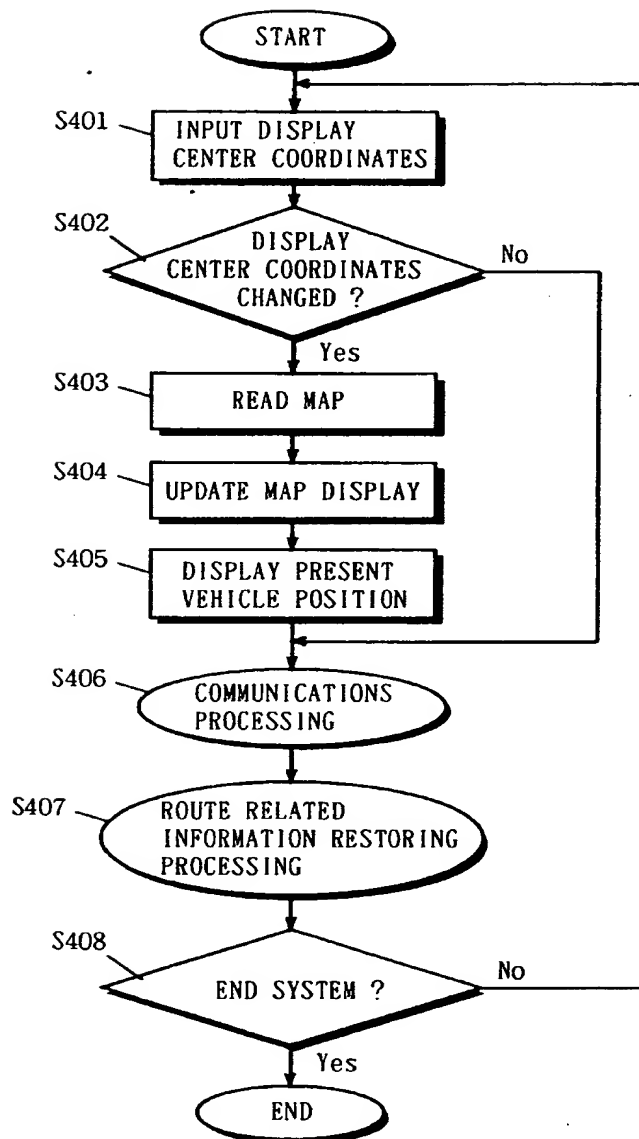 START
S401
INPUT DISPLAY
CENTER COORDINATES
S402
DISPLAY
CENTER COORDINATES
CHANGED ?
No
Yes
S403
READ MAP
S404
UPDATE MAP DISPLAY
S405
DISPLAY PRESENT
VEHICLE POSITION
S406
COMMUNICATIONS
PROCESSING
S407
ROUTE RELATED
INFORMATION RESTORING
PROCESSING
S408
END SYSTEM ?
No
Yes
END